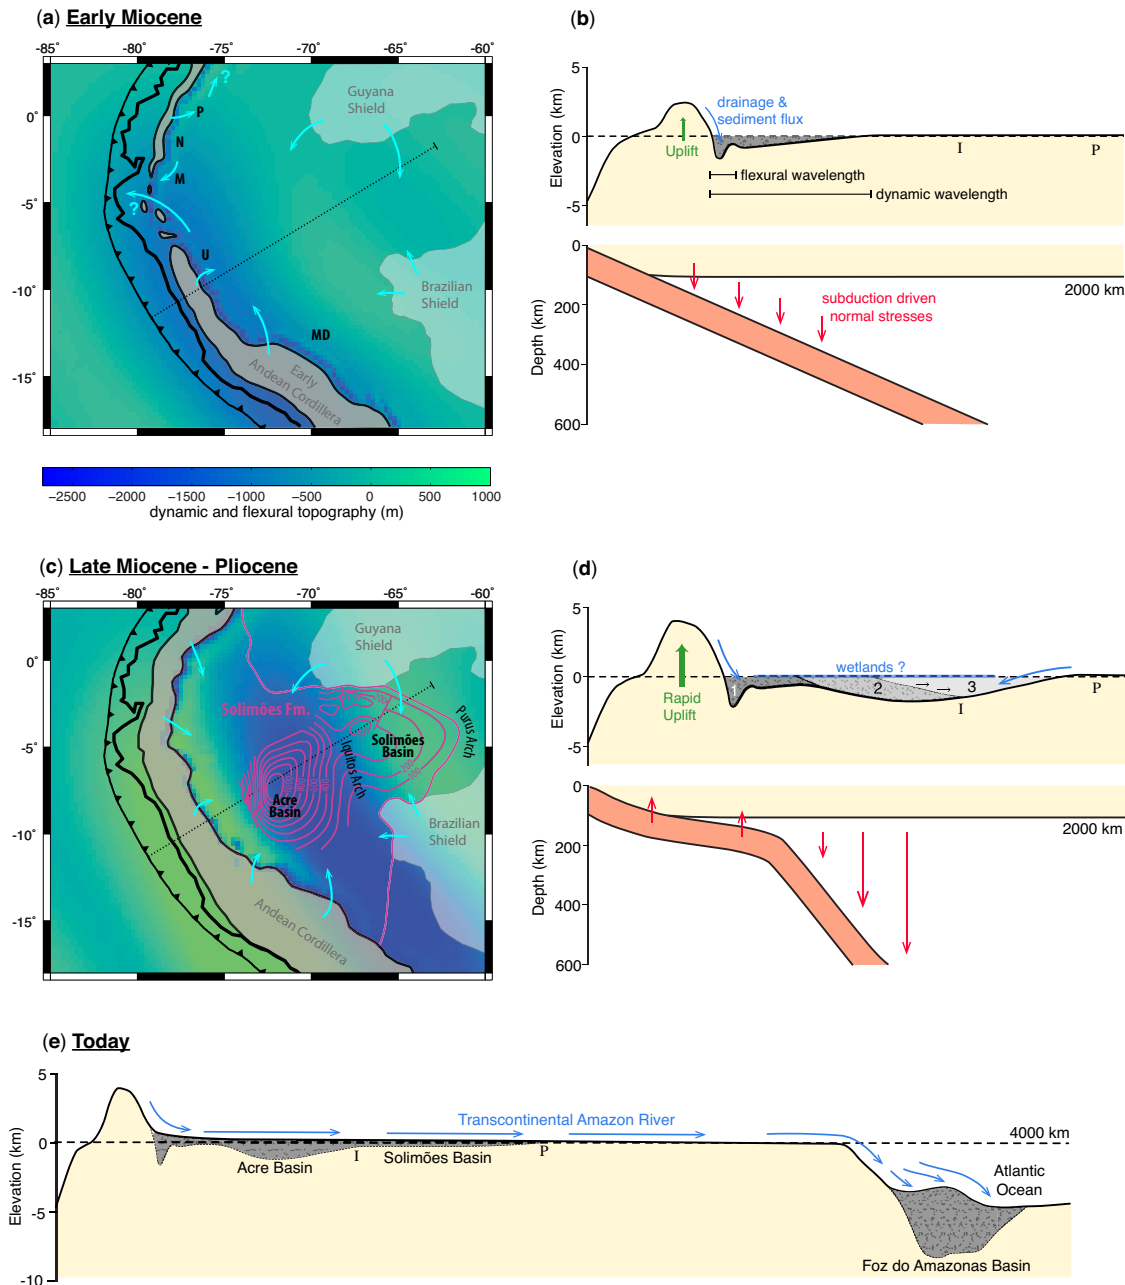 (a) Early Miocene
−85˚ −80˚ −75˚ −70˚ −65˚ −60˚
0˚
−5˚
−10˚
−15˚
Guyana
Shield
?
P
N
M
?
U
Brazilian
Shield
MD
Early
Andean Cordillera
−2500 −2000 −1500 −1000 −500 0 500 1000
dynamic and flexural topography (m)
(b)
5
0
-5
Elevation (km)
drainage &
sediment flux
Uplift
I
P
flexural wavelength
dynamic wavelength
0
200
400
600
Depth (km)
2000 km
subduction driven
normal stresses
(c) Late Miocene - Pliocene
−85˚ −80˚ −75˚ −70˚ −65˚ −60˚
0˚
−5˚
−10˚
−15˚
Guyana
Shield
Solimões Fm.
Purus Arch
Solimões
Basin
Iquitos Arch
-200
-100
Acre
Basin
Brazilian
Shield
Andean Cordillera
(d)
5
0
-5
Elevation (km)
wetlands ?
1
2
3
I
P
Rapid
Uplift
0
200
400
600
Depth (km)
2000 km
(e) Today
5
0
-5
-10
Elevation (km)
Transcontinental Amazon River
4000 km
Acre Basin
I
Solimões Basin
P
Atlantic
Ocean
Foz do Amazonas Basin